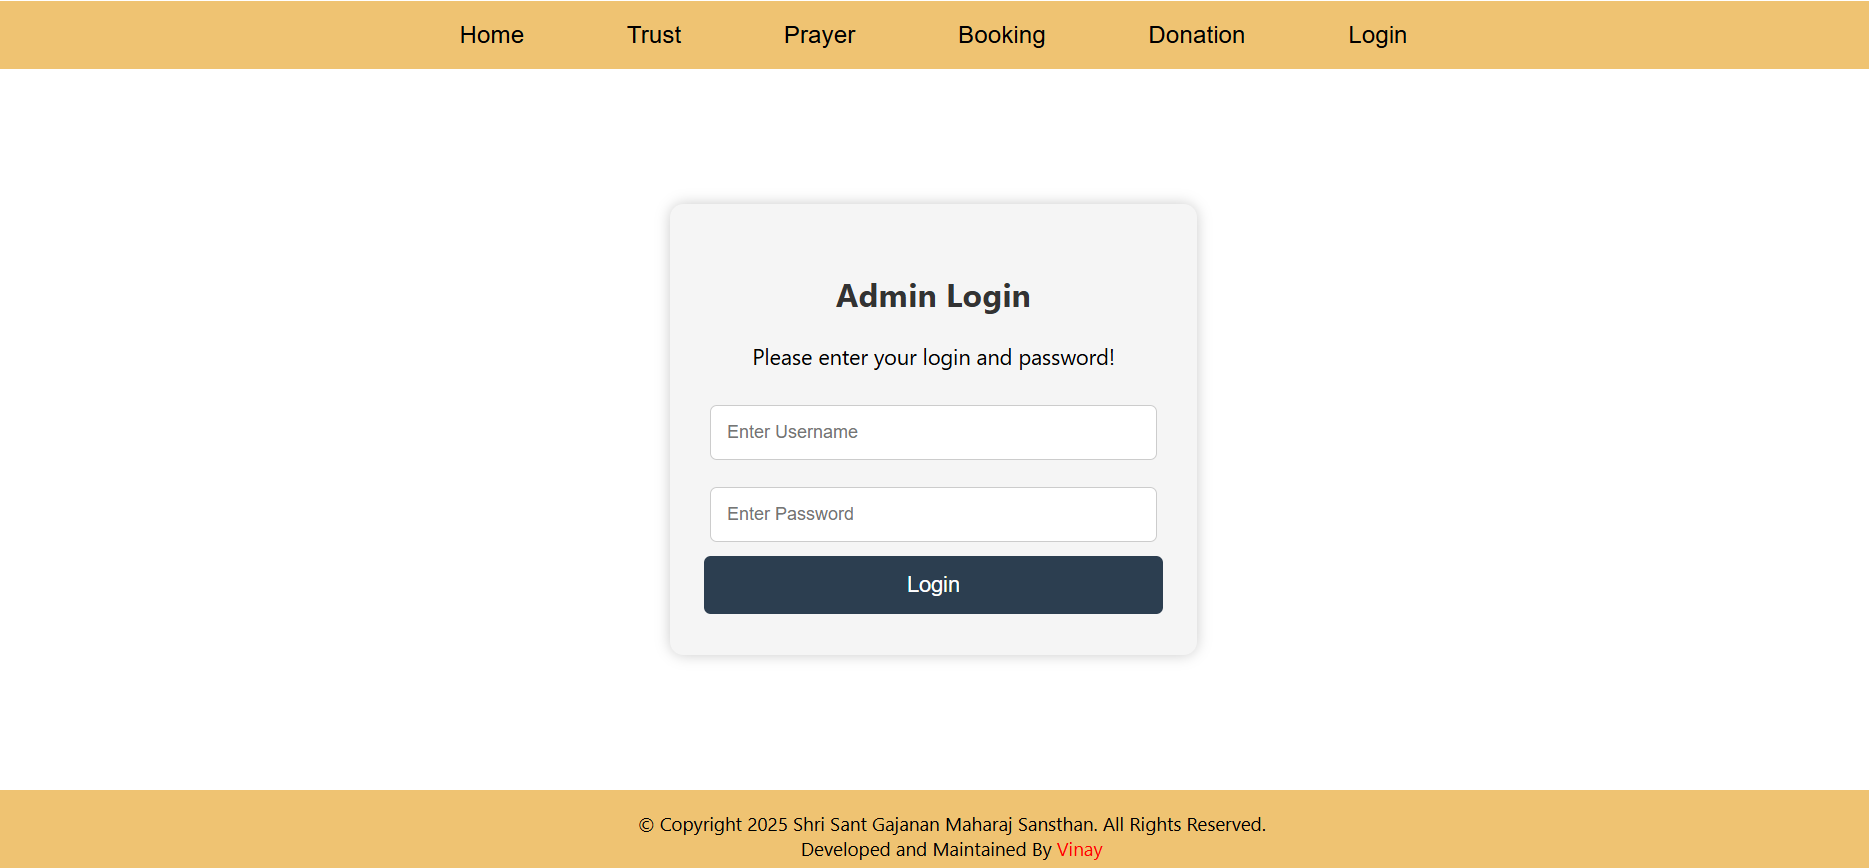 Home Trust Prayer Booking Donation Login
Admin Login
Please enter your login and password!
Enter Username
Enter Password
Login
© Copyright 2025 Shri Sant Gajanan Maharaj Sansthan. All Rights Reserved.
Developed and Maintained By Vinay